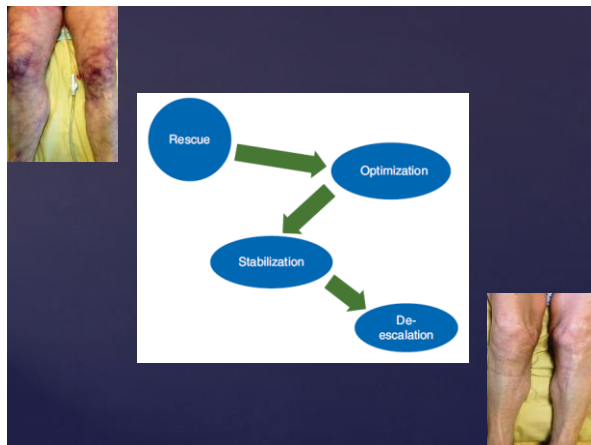 Rescue
Optimization
Stabilization
De-
escalation